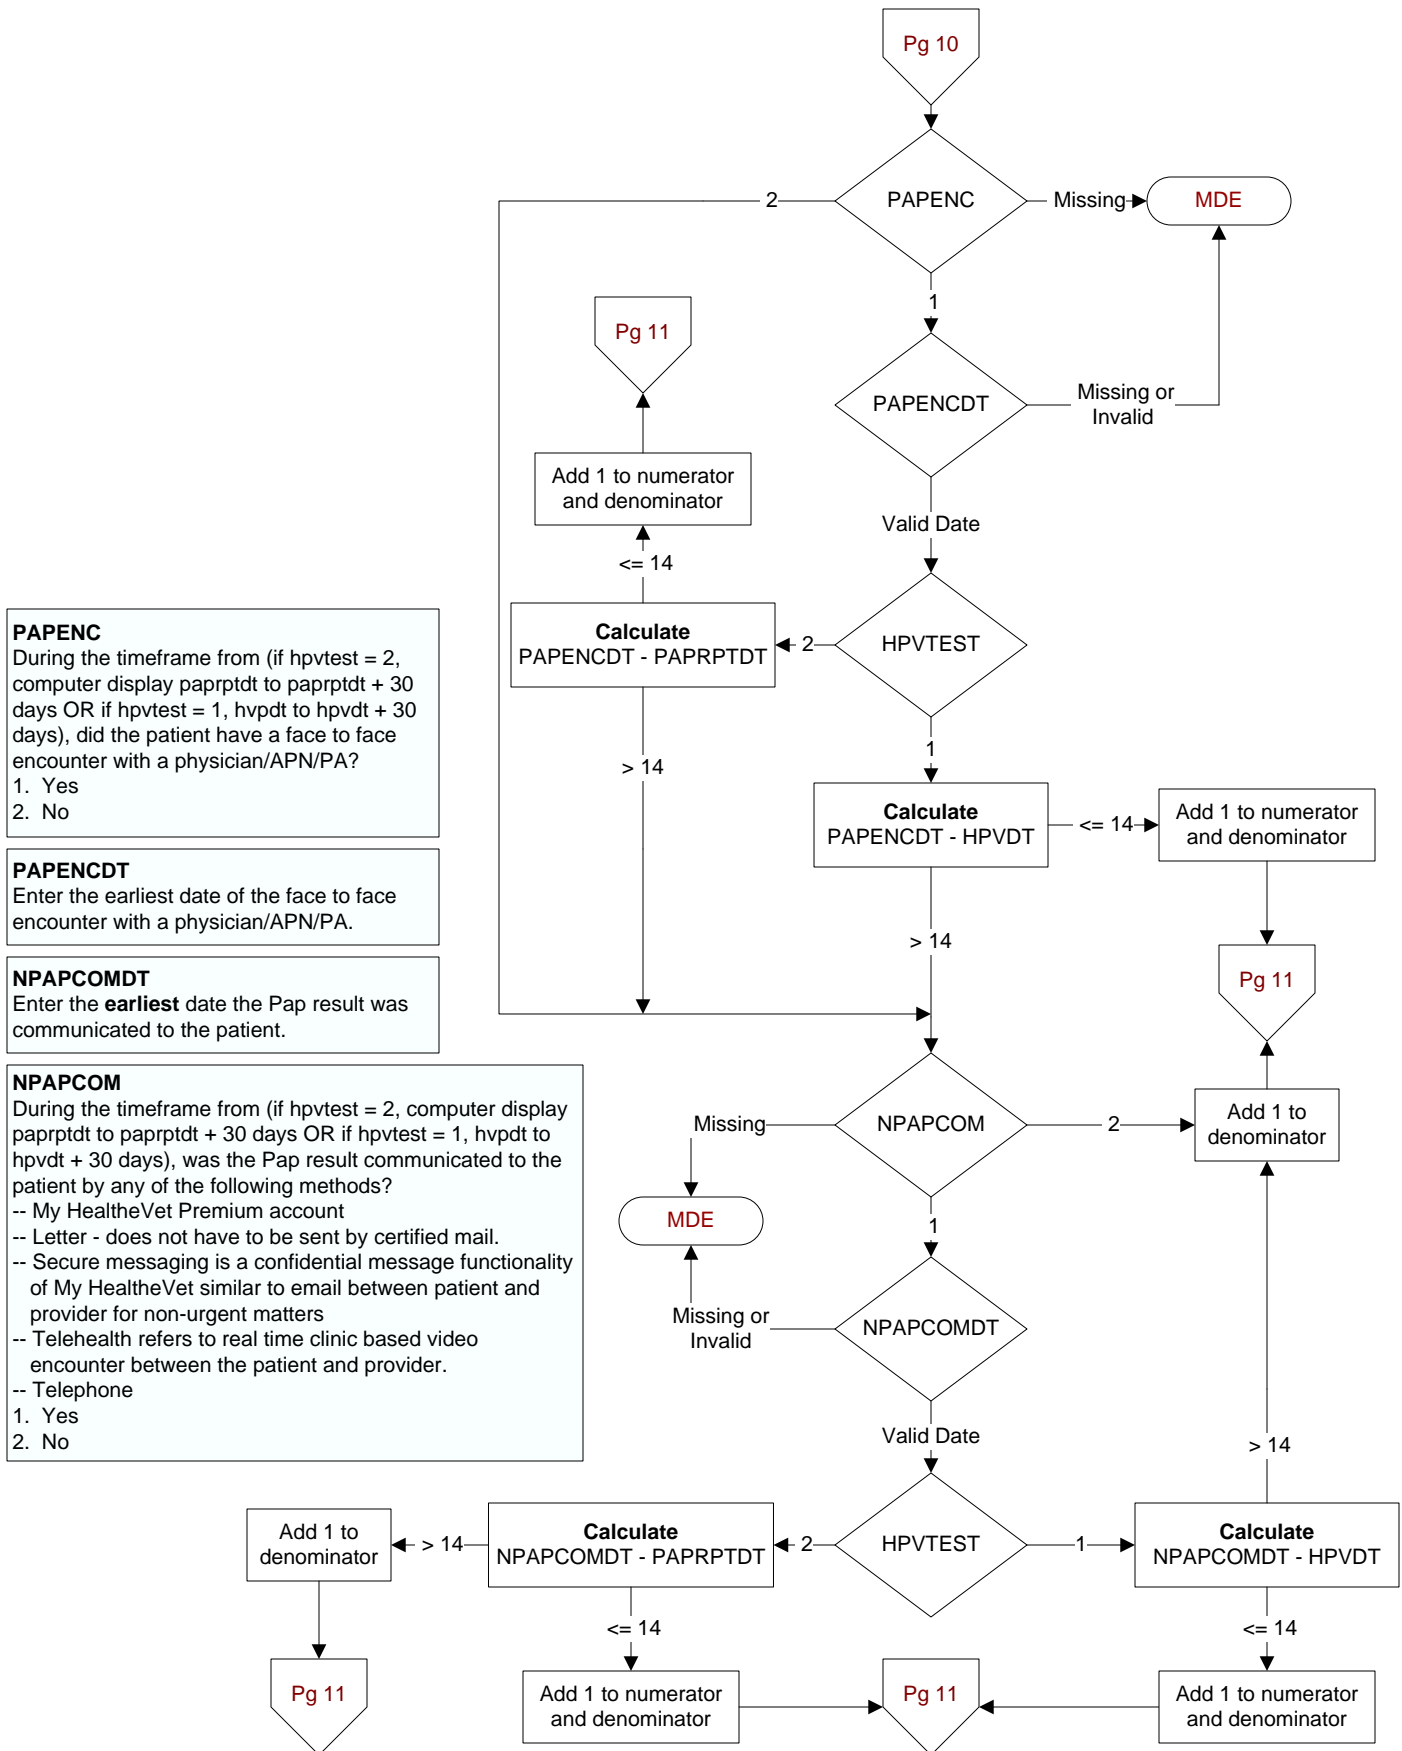 Pg 10
PAPENC
2
Missing
MDE
1
Pg 11
PAPENCDT
Missing or
Invalid
Add 1 to numerator
and denominator
Valid Date
<= 14
Calculate
PAPENCDT - PAPRPTDT
2
HPVTEST
1
> 14
Calculate
PAPENCDT - HPVDT
<= 14
Add 1 to numerator
and denominator
> 14
Pg 11
PAPENC
During the timeframe from (if hpvtest = 2,
computer display paprptdt to paprptdt + 30
days OR if hpvtest = 1, hvpdt to hpvdt + 30
days), did the patient have a face to face
encounter with a physician/APN/PA?
1. Yes
2. No
PAPENCDT
Enter the earliest date of the face to face
encounter with a physician/APN/PA.
NPAPCOMDT
Enter the earliest date the Pap result was
communicated to the patient.
NPAPCOM
During the timeframe from (if hpvtest = 2, computer display
paprptdt to paprptdt + 30 days OR if hpvtest = 1, hvpdt to
hpvdt + 30 days), was the Pap result communicated to the
patient by any of the following methods?
-- My HealtheVet Premium account
-- Letter - does not have to be sent by certified mail.
-- Secure messaging is a confidential message functionality
of My HealtheVet similar to email between patient and
provider for non-urgent matters
-- Telehealth refers to real time clinic based video
encounter between the patient and provider.
-- Telephone
1. Yes
2. No
Missing
NPAPCOM
2
Add 1 to
denominator
MDE
1
Missing or
Invalid
NPAPCOMDT
Valid Date
> 14
Add 1 to
denominator
> 14
Calculate
NPAPCOMDT - PAPRPTDT
2
HPVTEST
1
Calculate
NPAPCOMDT - HPVDT
<= 14
<= 14
Pg 11
Add 1 to numerator
and denominator
Pg 11
Add 1 to numerator
and denominator